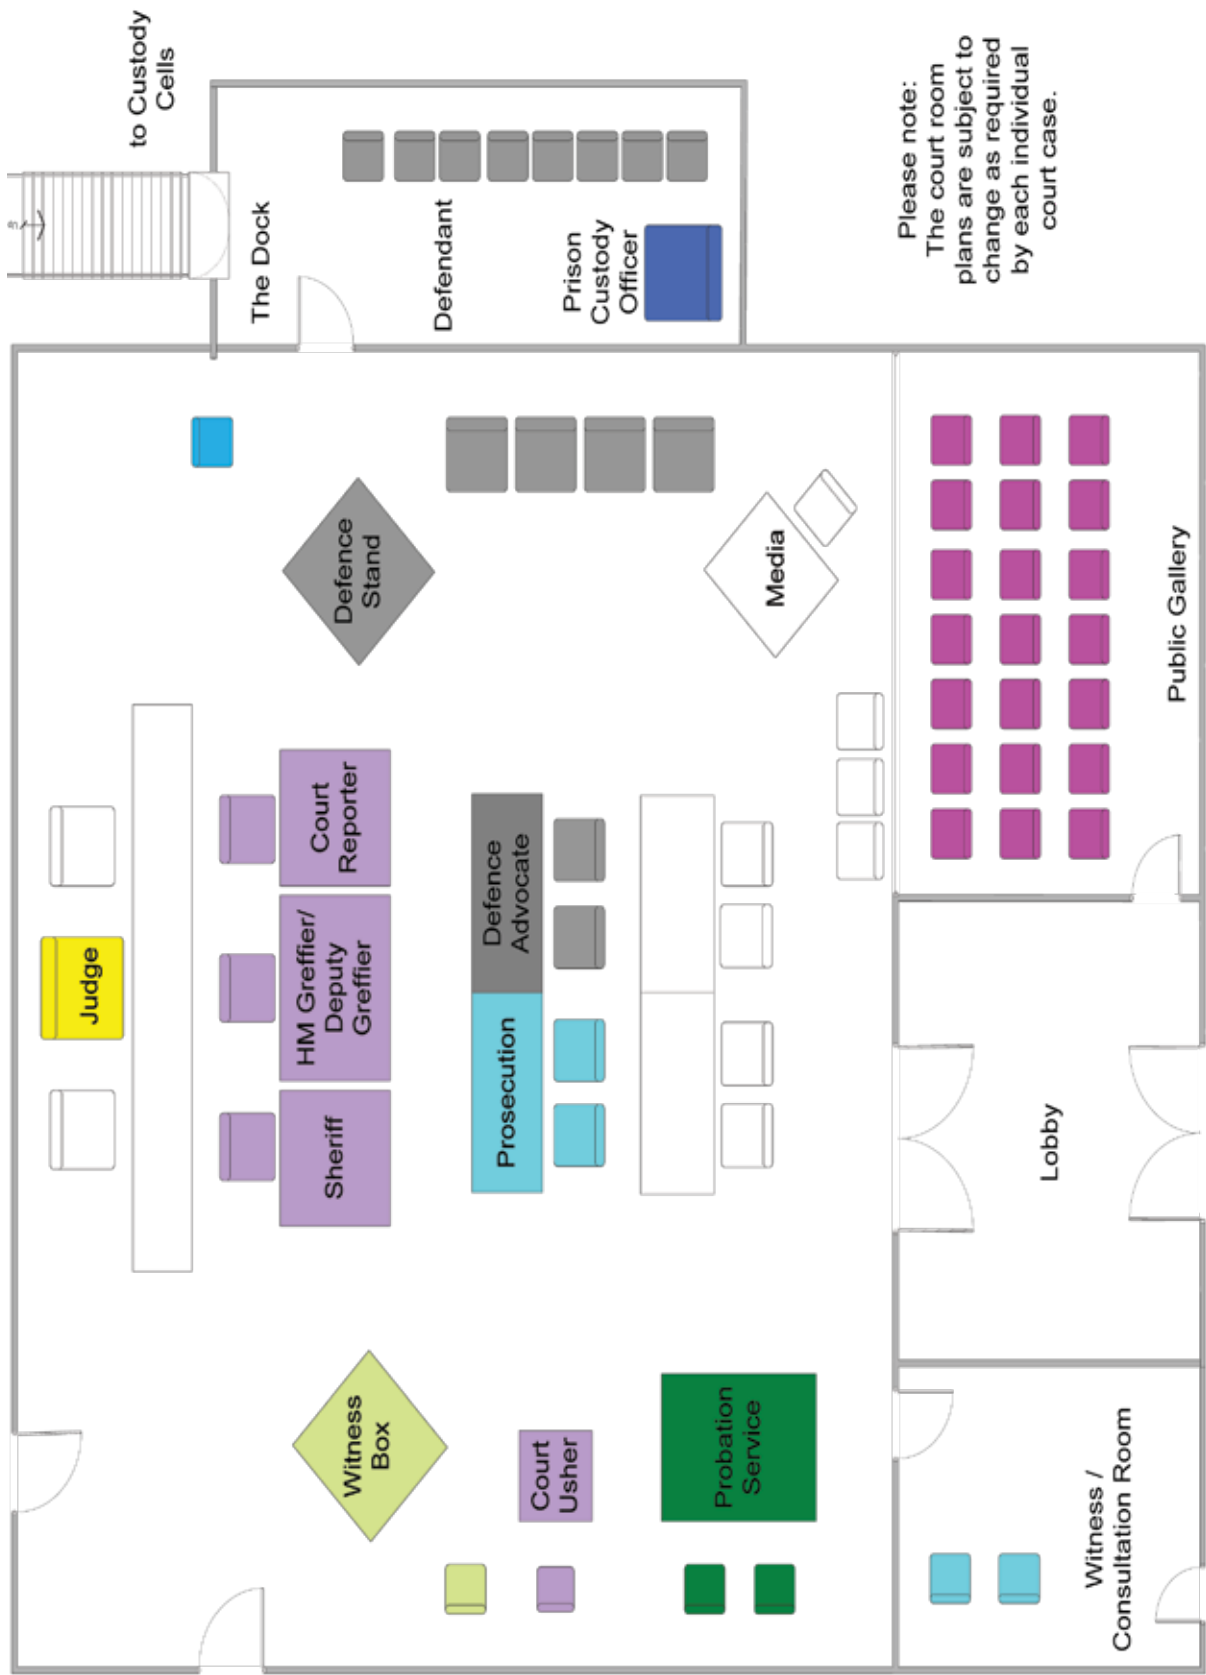 to Custody
Cells
The Dock
Defendant
Prison
Custody
Officer
Please note:
The court room
plans are subject to
change as required
by each individual
court case.
Defence
Stand
Media
Public Gallery
Judge
Court
Reporter
HM Greffier/
Deputy
Greffier
Sheriff
Defence
Advocate
Prosecution
Lobby
Witness
Box
Court
Usher
Probation
Service
Witness /
Consultation Room